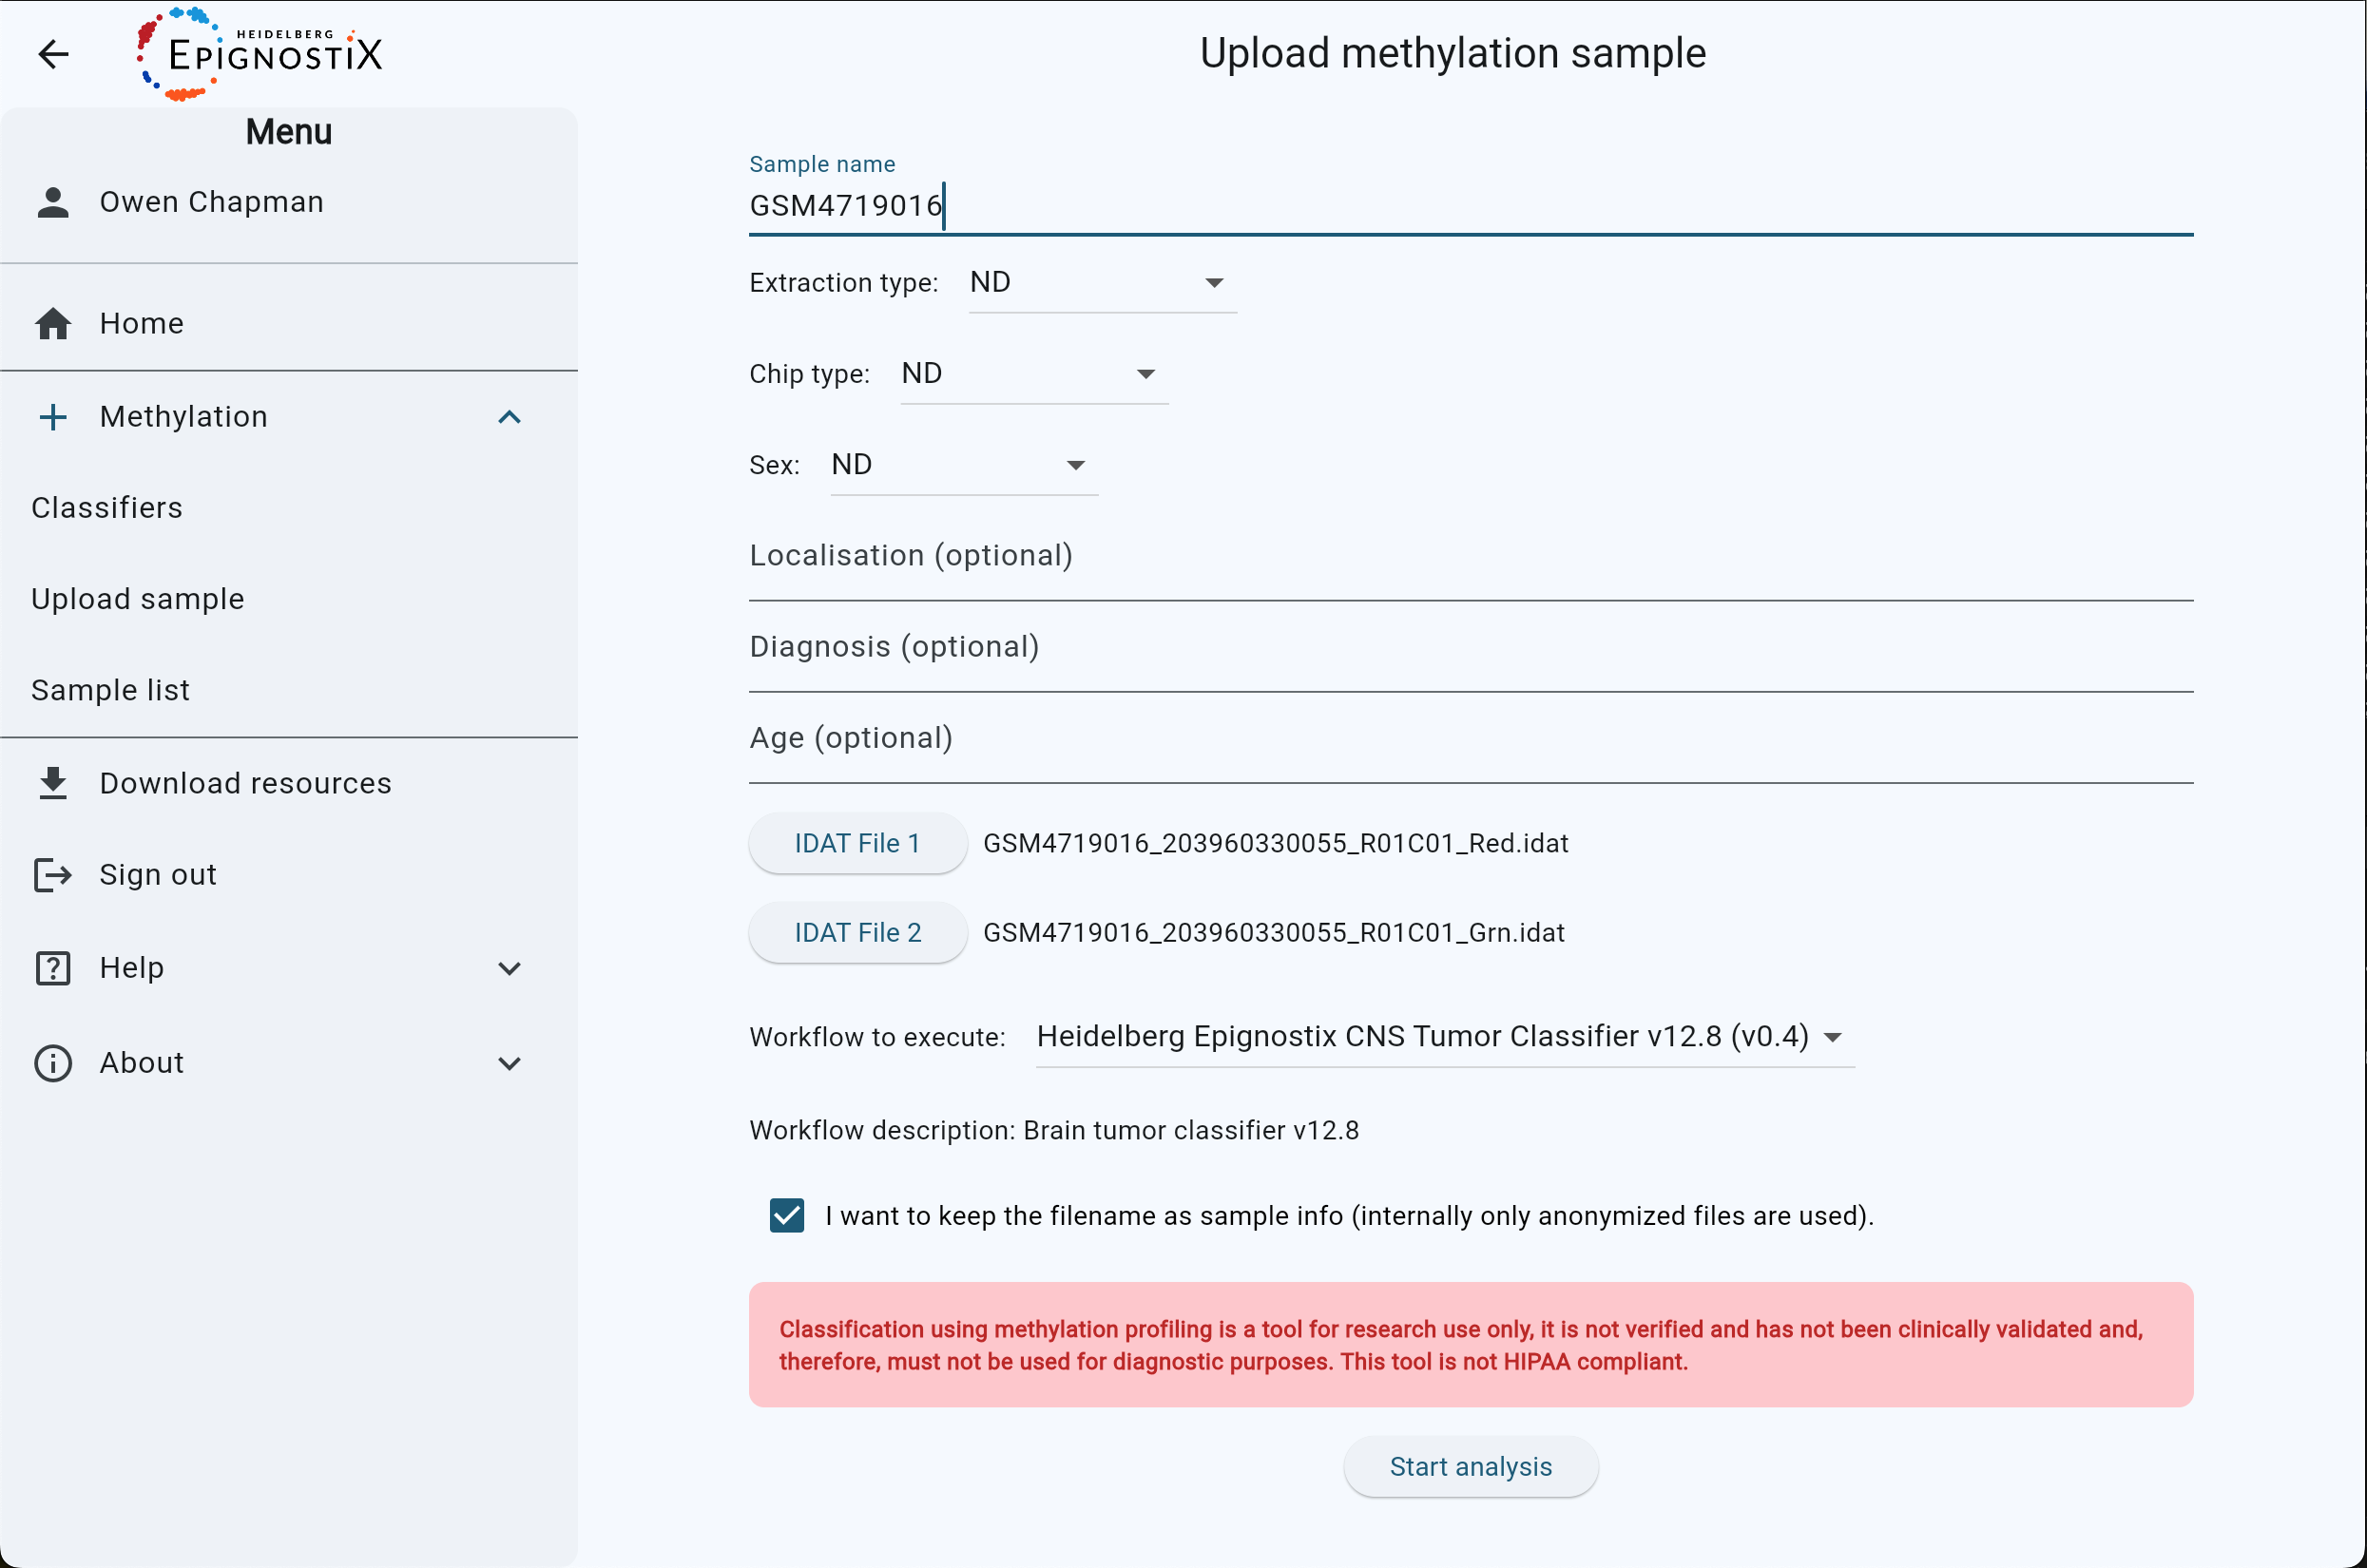 HEIDELBERG
EPIGNOSTIX
Upload methylation sample
Menu
Owen Chapman
Home
Methylation
Classifiers
Upload sample
Sample list
Download resources
Sign out
Help
About
Sample name
GSM4719016
Extraction type: ND
Chip type: ND
Sex: ND
Localisation (optional)
Diagnosis (optional)
Age (optional)
IDAT File 1 GSM4719016_203960330055_R01C01_Red.idat
IDAT File 2 GSM4719016_203960330055_R01C01_Grn.idat
Workflow to execute: Heidelberg Epignostix CNS Tumor Classifier v12.8 (v0.4)
Workflow description: Brain tumor classifier v12.8
I want to keep the filename as sample info (internally only anonymized files are used).
Classification using methylation profiling is a tool for research use only, it is not verified and has not been clinically validated and,
therefore, must not be used for diagnostic purposes. This tool is not HIPAA compliant.
Start analysis